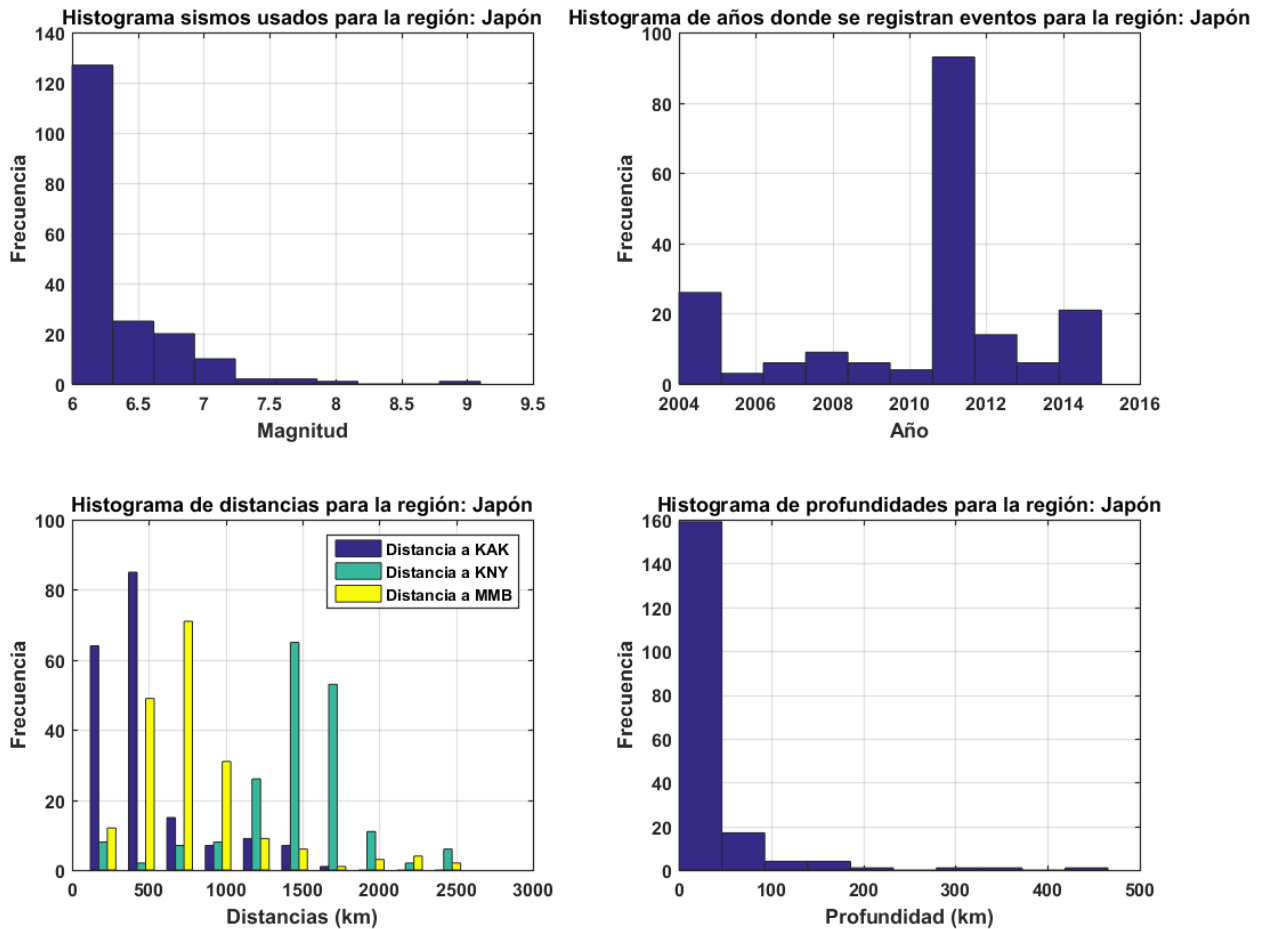 Histograma sismos usados para la región: Japón
140
120
100
80
60
40
20
0
Frecuencia
6 6.5 7 7.5 8 8.5 9 9.5
Magnitud
Histograma de años donde se registran eventos para la región: Japón
100
80
60
40
20
0
Frecuencia
2004 2006 2008 2010 2012 2014 2016
Año
Histograma de distancias para la región: Japón
100
80
60
40
20
0
Frecuencia
Distancia a KAK
Distancia a KNY
Distancia a MMB
0 500 1000 1500 2000 2500 3000
Distancias (km)
Histograma de profundidades para la región: Japón
160
140
120
100
80
60
40
20
0
Frecuencia
0 100 200 300 400 500
Profundidad (km)